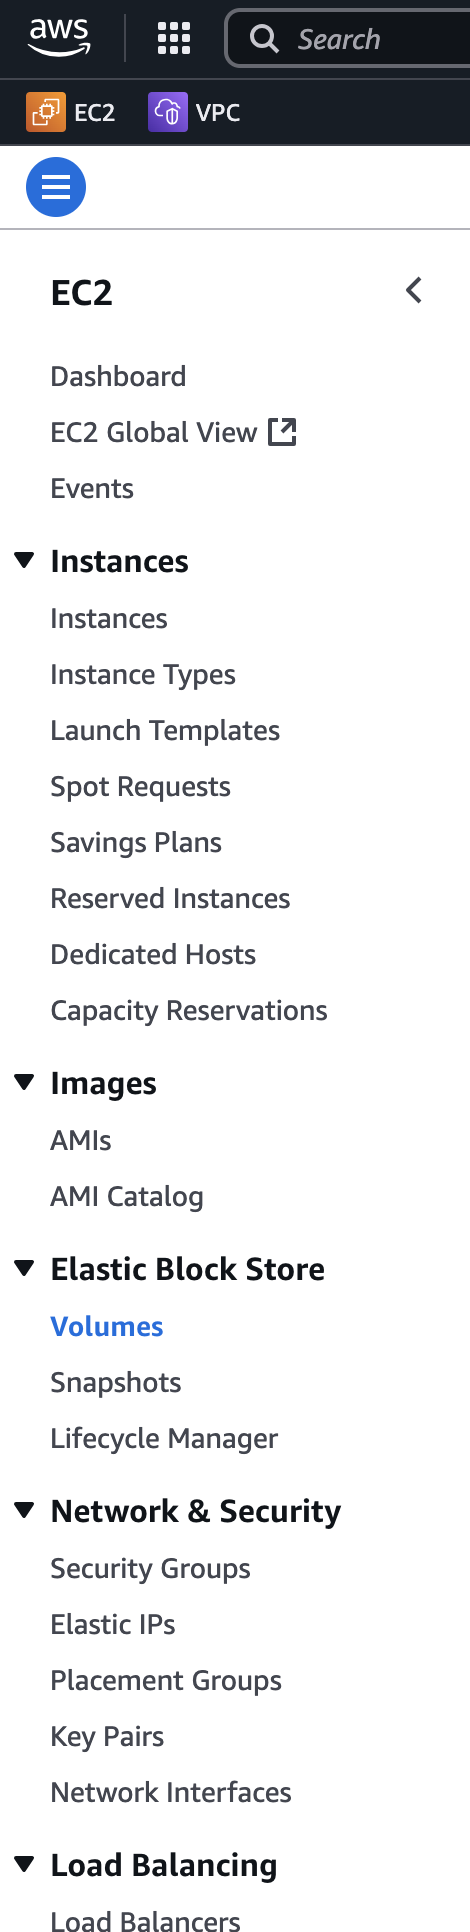 aws
Search
EC2 VPC
EC2
Dashboard
EC2 Global View
Events
Instances
Instances
Instance Types
Launch Templates
Spot Requests
Savings Plans
Reserved Instances
Dedicated Hosts
Capacity Reservations
Images
AMIs
AMI Catalog
Elastic Block Store
Volumes
Snapshots
Lifecycle Manager
Network & Security
Security Groups
Elastic IPs
Placement Groups
Key Pairs
Network Interfaces
Load Balancing
Load Balancers